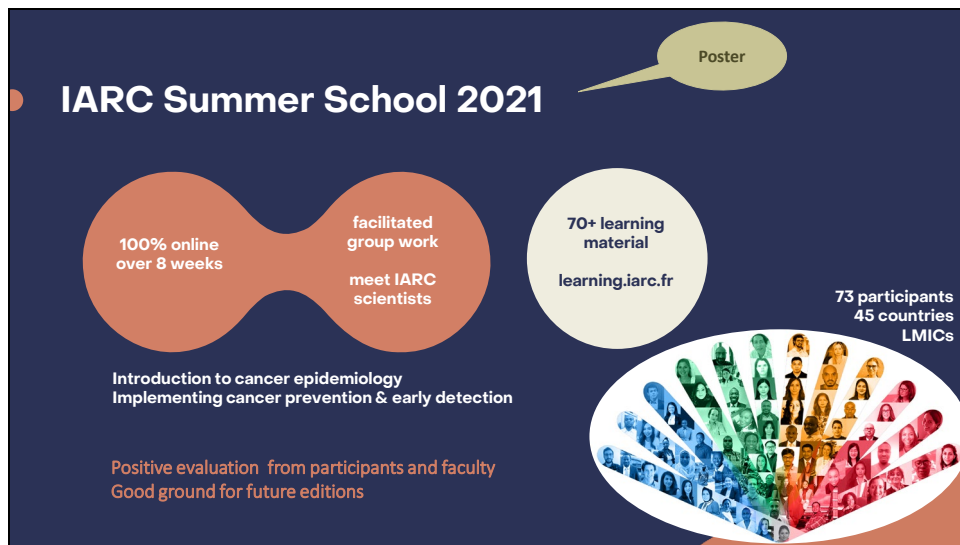 Poster
IARC Summer School 2021
100% online
over 8 weeks
facilitated
group work
meet IARC
scientists
70+ learning
material
learning.iarc.fr
73 participants
45 countries
LMICs
Introduction to cancer epidemiology
Implementing cancer prevention & early detection
Positive evaluation from participants and faculty
Good ground for future editions